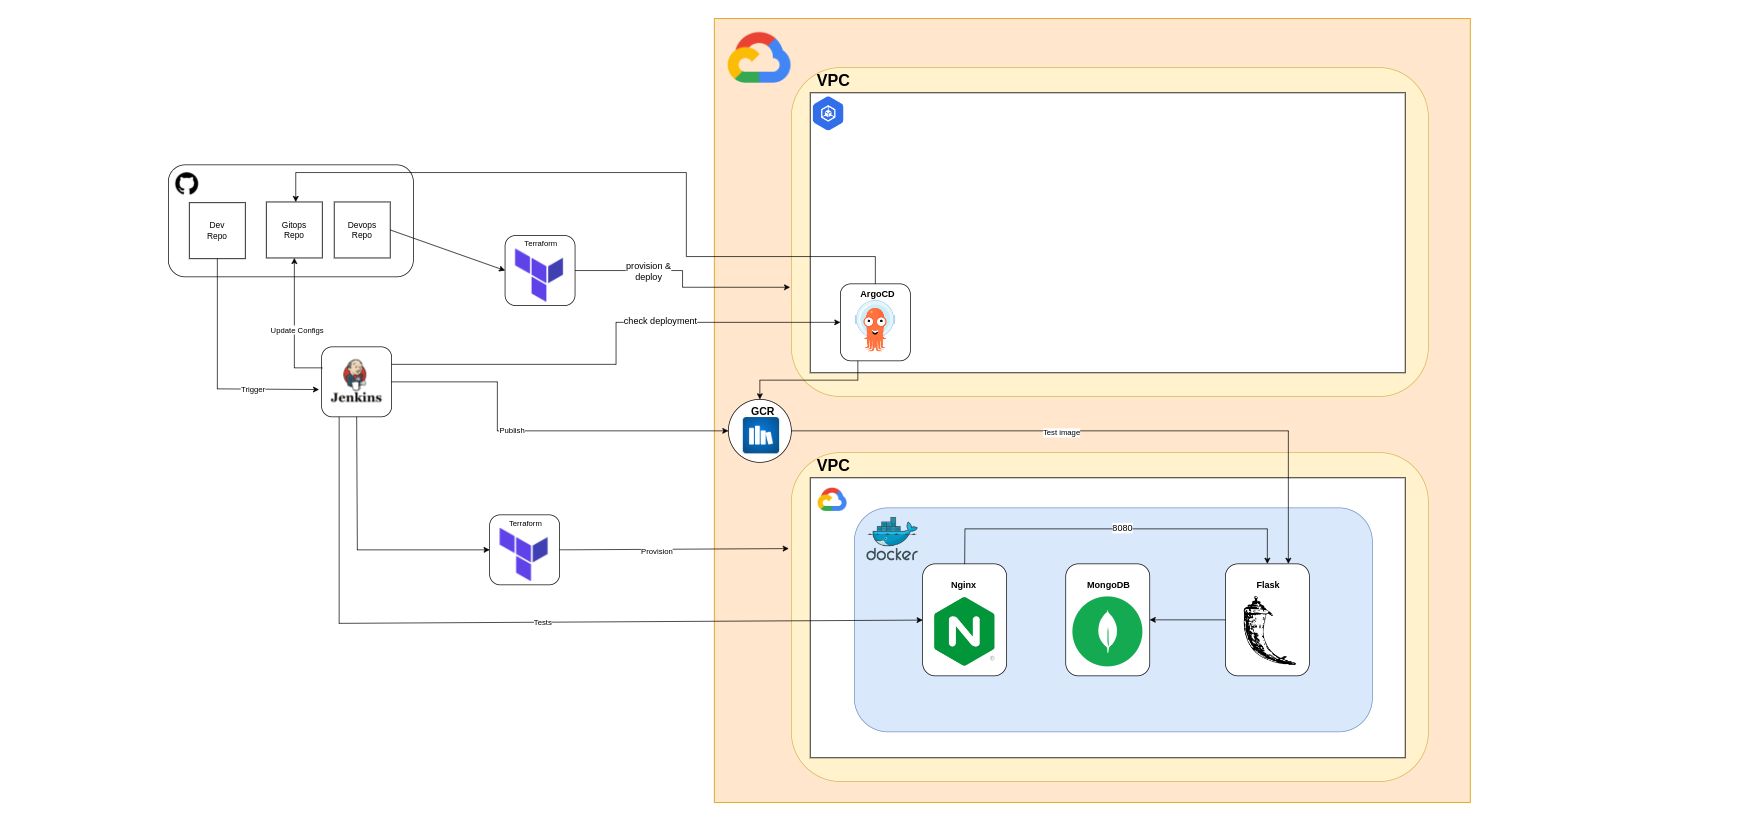 VPC
Dev
Repo
Gitops
Repo
Devops
Repo
Terraform
provision &
deploy
ArgoCD
check deployment
Update Configs
Trigger
Jenkins
Publish
GCR
Test image
VPC
docker
8080
Terraform
Provision
Nginx
MongoDB
Flask
N
®
Tests